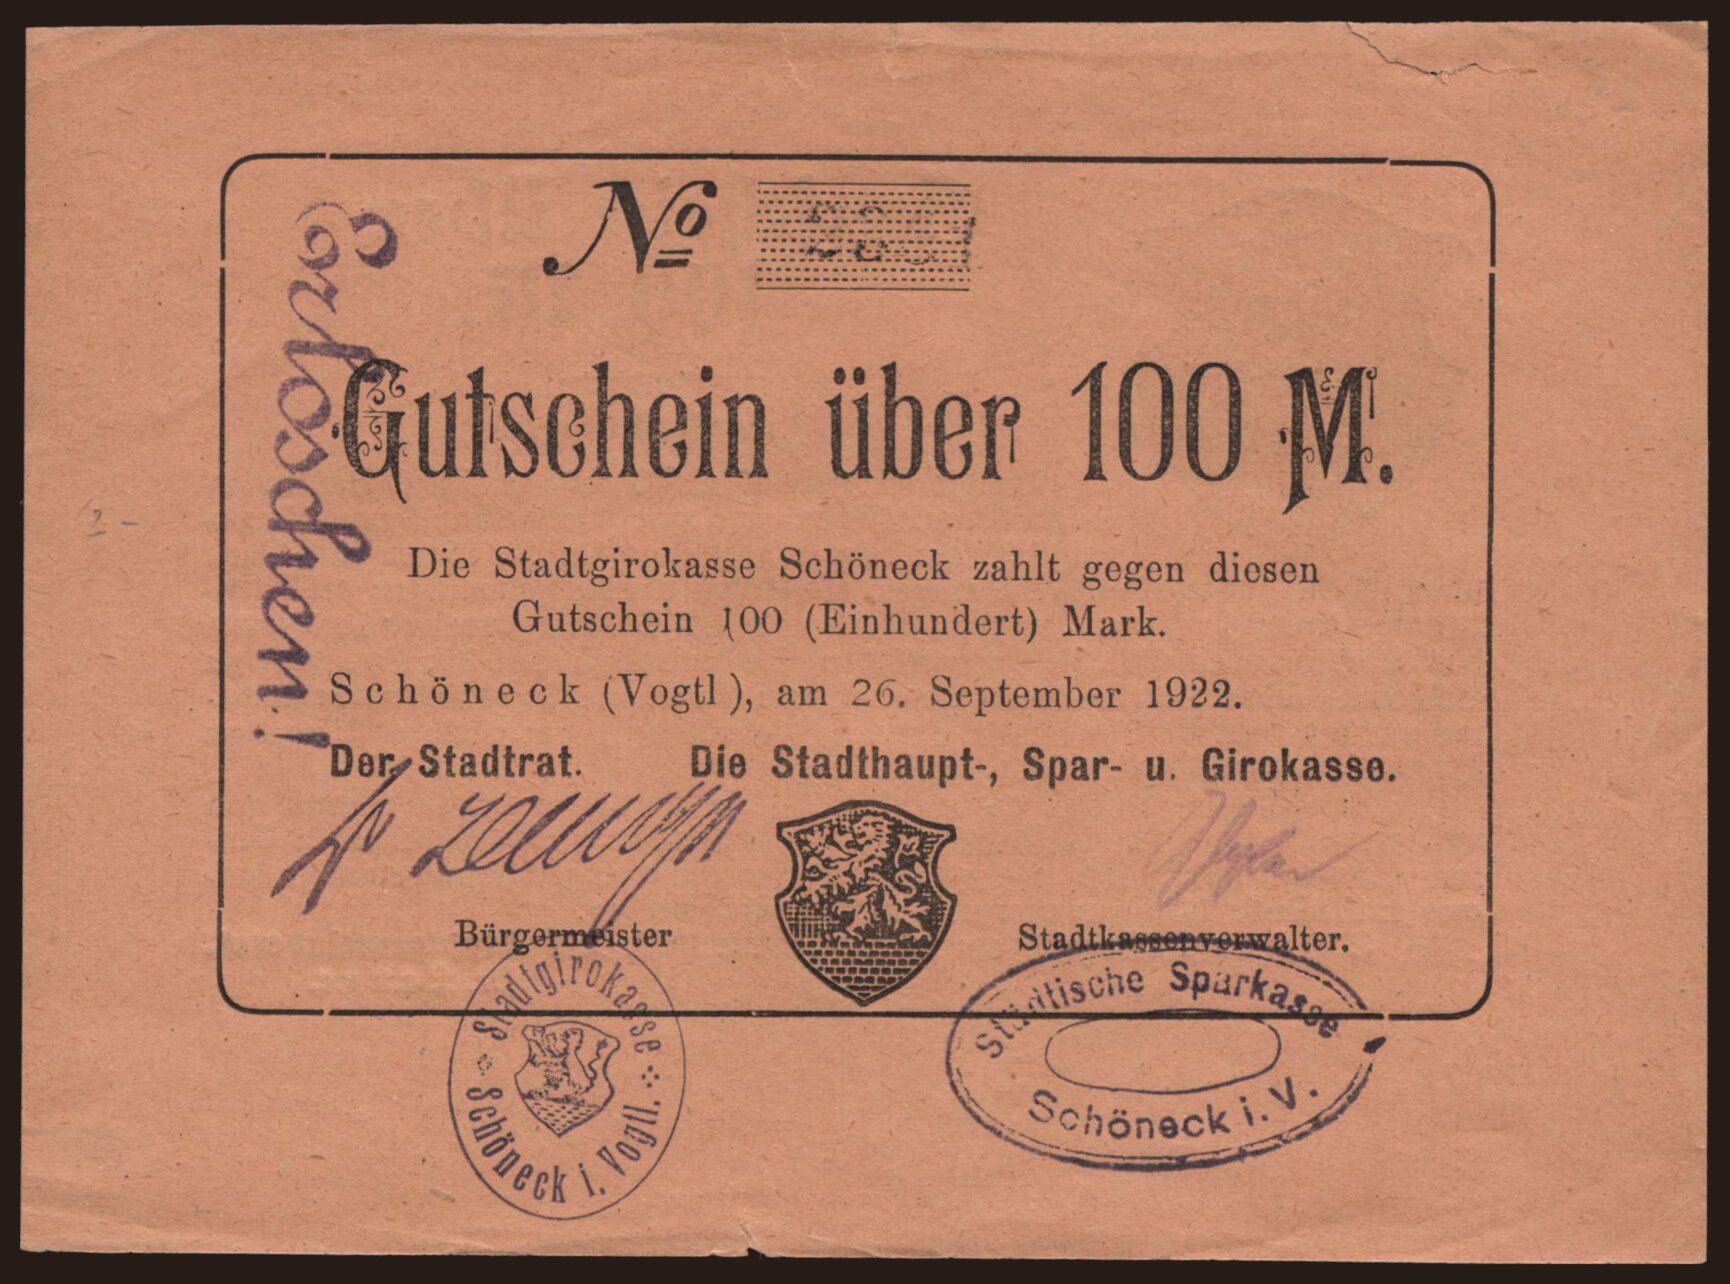 No
Erloschen!
Gutschein über 100 M.
Die Stadtgirokasse Schöneck zahlt gegen diesen
Gutschein 100 (Einhundert) Mark.
Schöneck (Vogtl), am 26. September 1922.
Der Stadtrat. Die Stadthaupt-, Spar- u. Girokasse.
Bürgermeister Stadtkassenverwalter.
Stadtgirokasse
Schöneck i. Vogtl.
Städtische Sparkasse
Schöneck i. V.